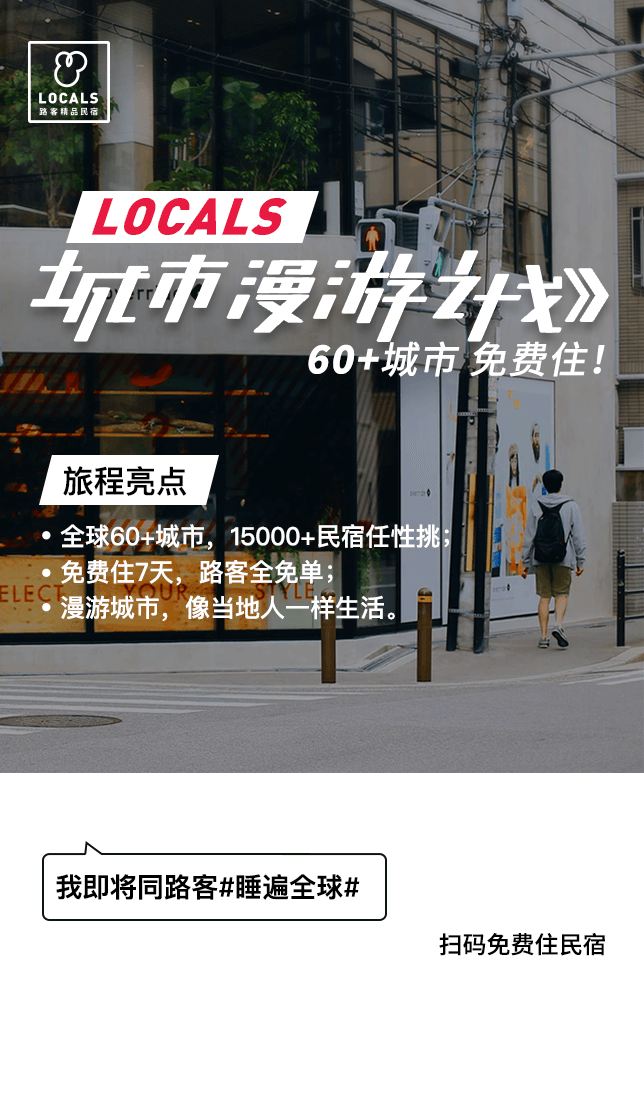 LOCALS
路客精品民宿
LOCALS
城市漫游计划》
60+城市 免费住！
旅程亮点
• 全球60+城市，15000+民宿任性挑；
• 免费住7天，路客全免单；
• 漫游城市，像当地人一样生活。
ELECT YOUR STYLE
我即将同路客#睡遍全球#
扫码免费住民宿